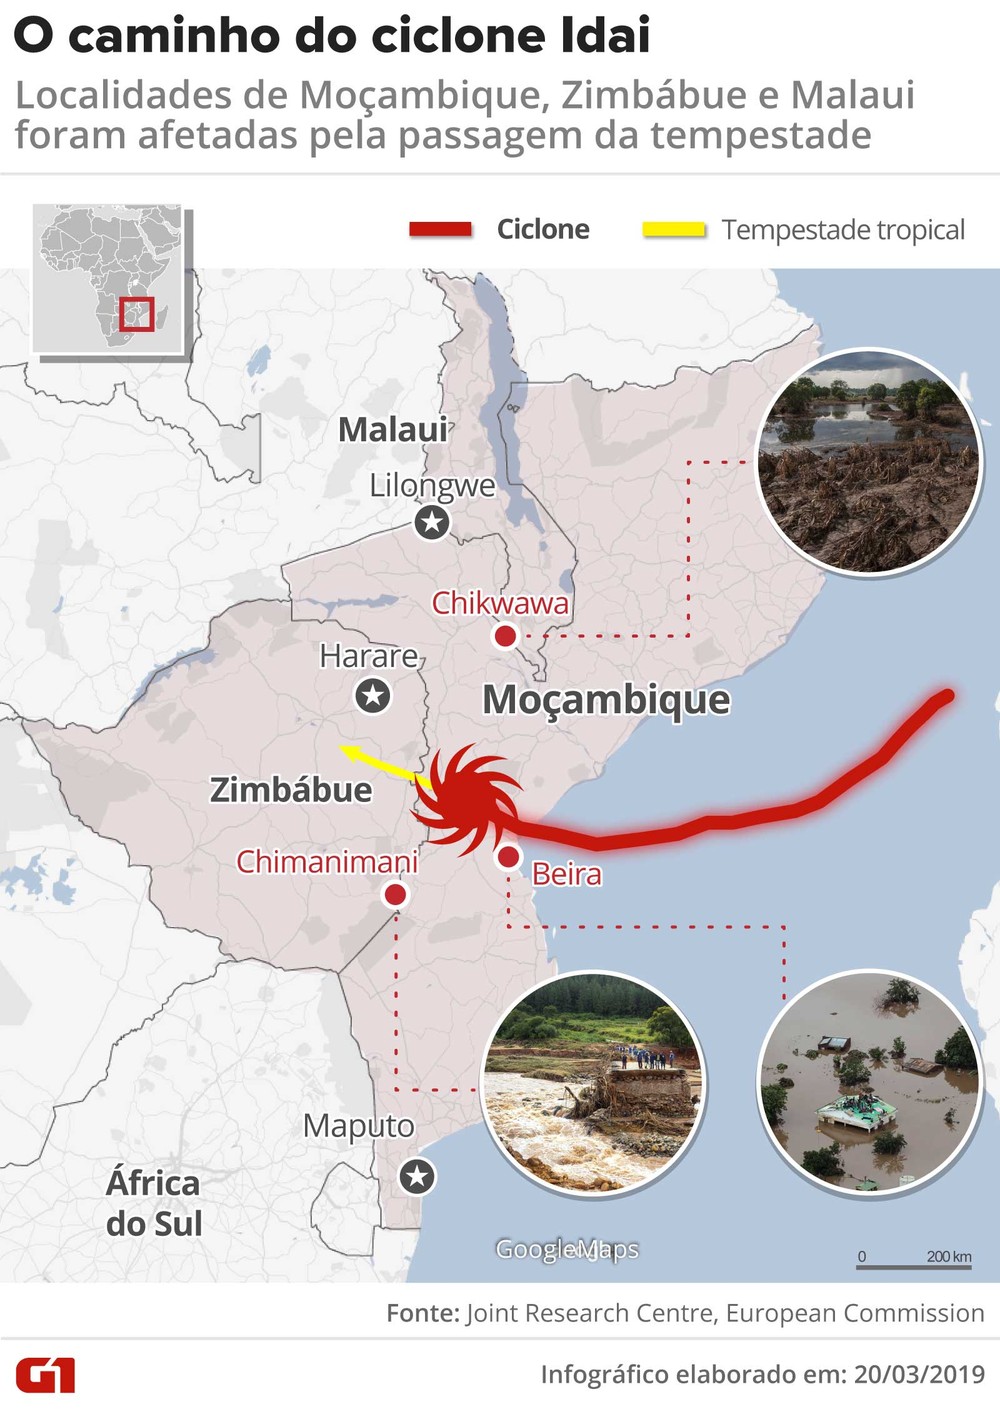 O caminho do ciclone Idai
Localidades de Moçambique, Zimbábue e Malaui
foram afetadas pela passagem da tempestade
Ciclone
Tempestade tropical
Malaui
Lilongwe
Chikwawa
Harare
Moçambique
Zimbábue
Chimanimani
Beira
Maputo
África
do Sul
GoogleMaps
0 200 km
Fonte: Joint Research Centre, European Commission
G1
Infográfico elaborado em: 20/03/2019